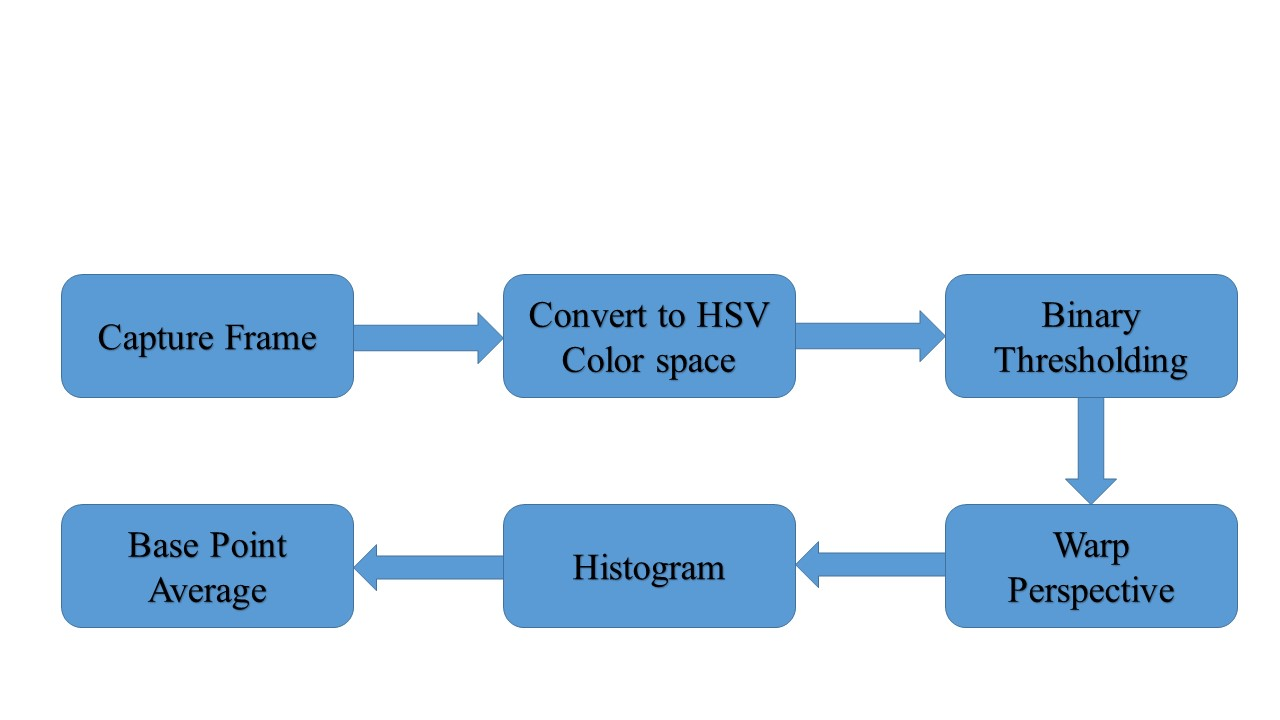 Capture Frame
Convert to HSV
Color space
Binary
Thresholding
Warp
Perspective
Histogram
Base Point
Average